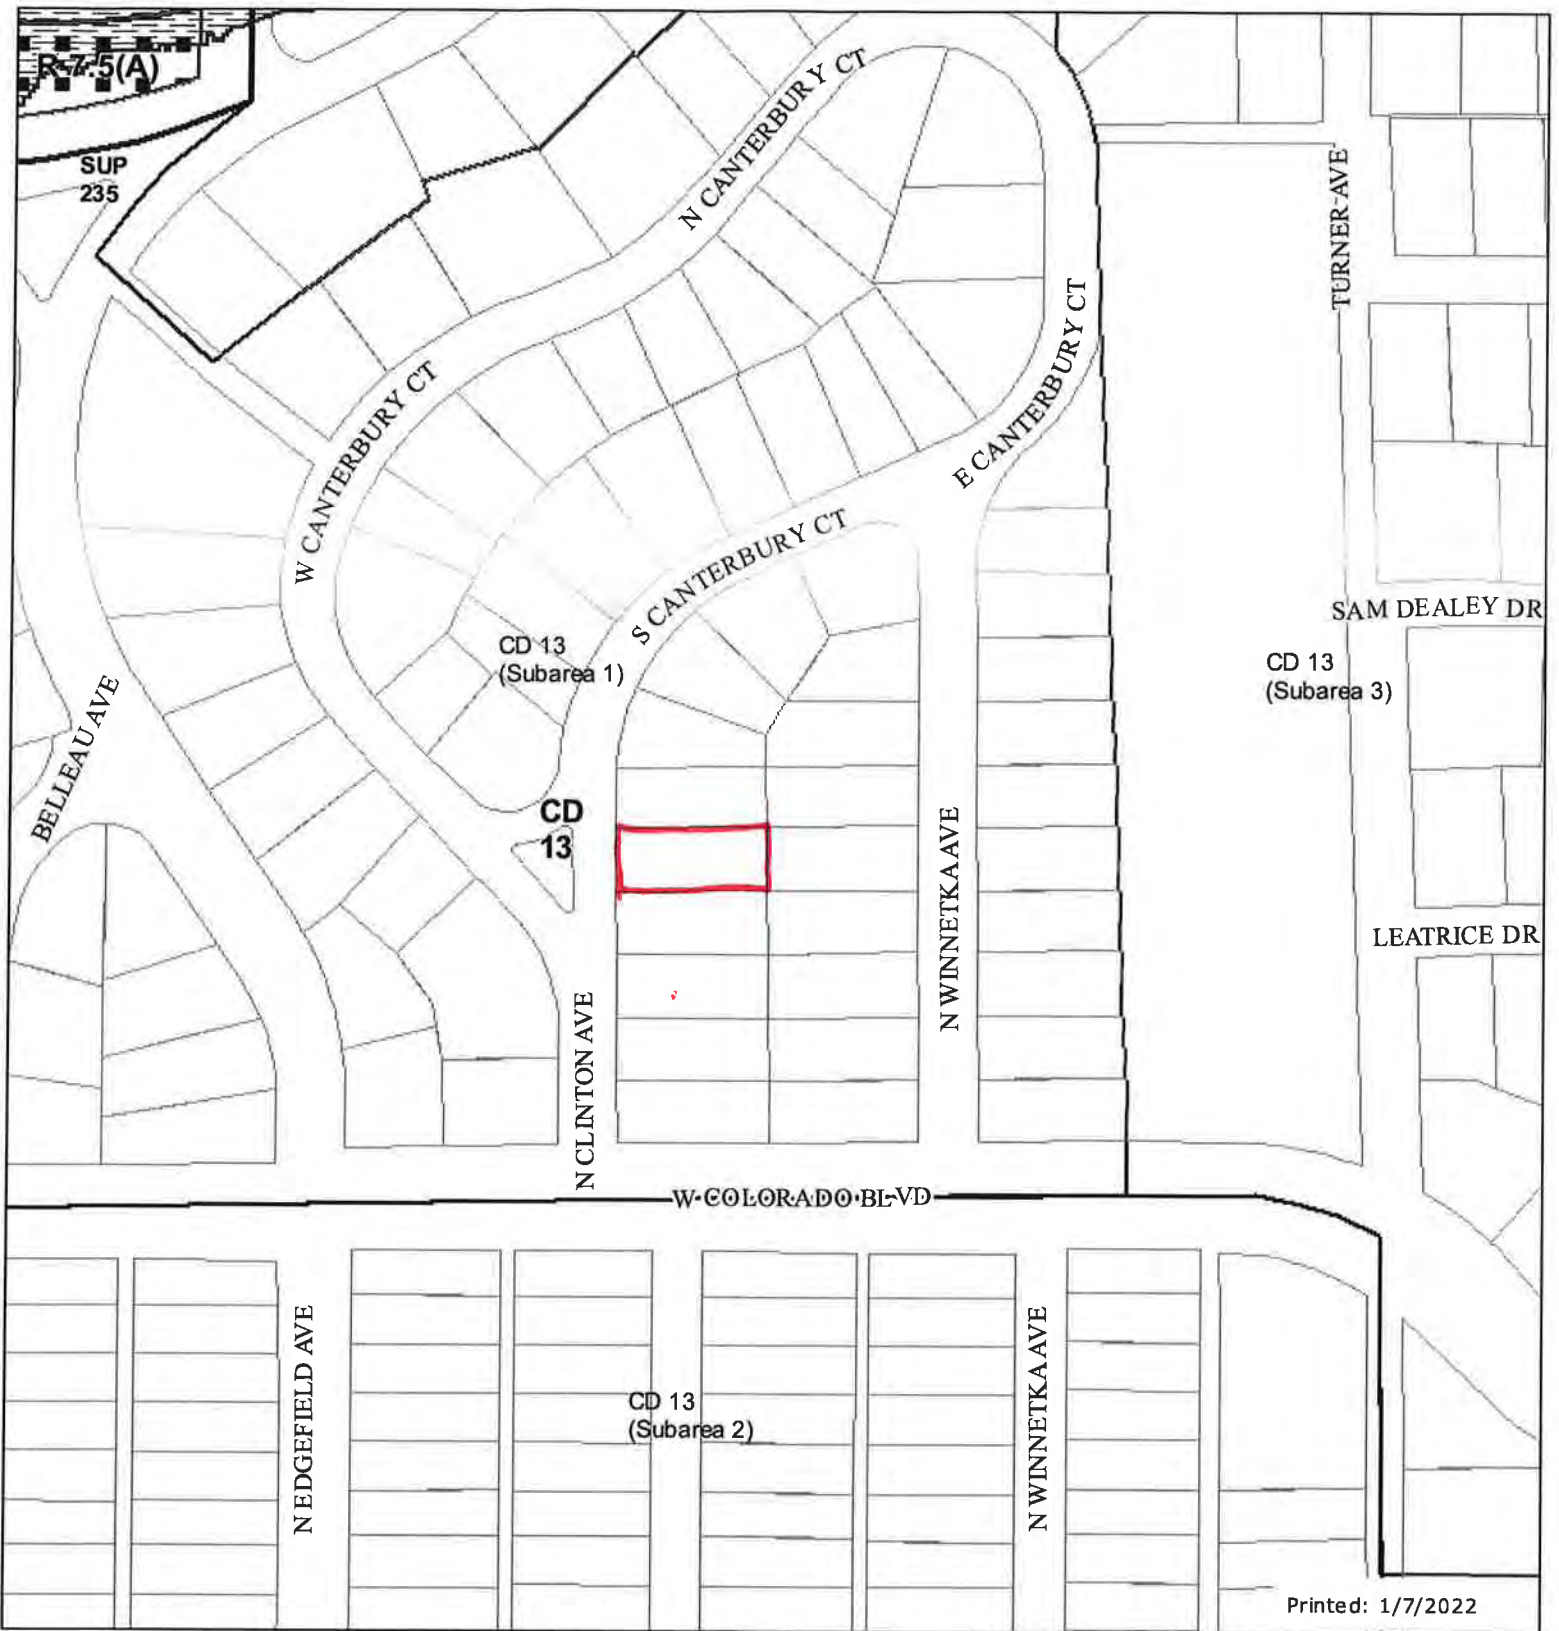 R-7.5(A)
SUP
235
N CANTERBURY CT
TURNER AVE
W CANTERBURY CT
E CANTERBURY CT
S CANTERBURY CT
SAM DEALEY DR
CD 13
(Subarea 1)
CD 13
(Subarea 3)
BELLEAU AVE
CD
13
N WINNETKA AVE
LEATRICE DR
N CLINTON AVE
W COLORADO BLVD
N EDGEFIELD AVE
CD 13
(Subarea 2)
N WINNETKA AVE
Printed: 1/7/2022